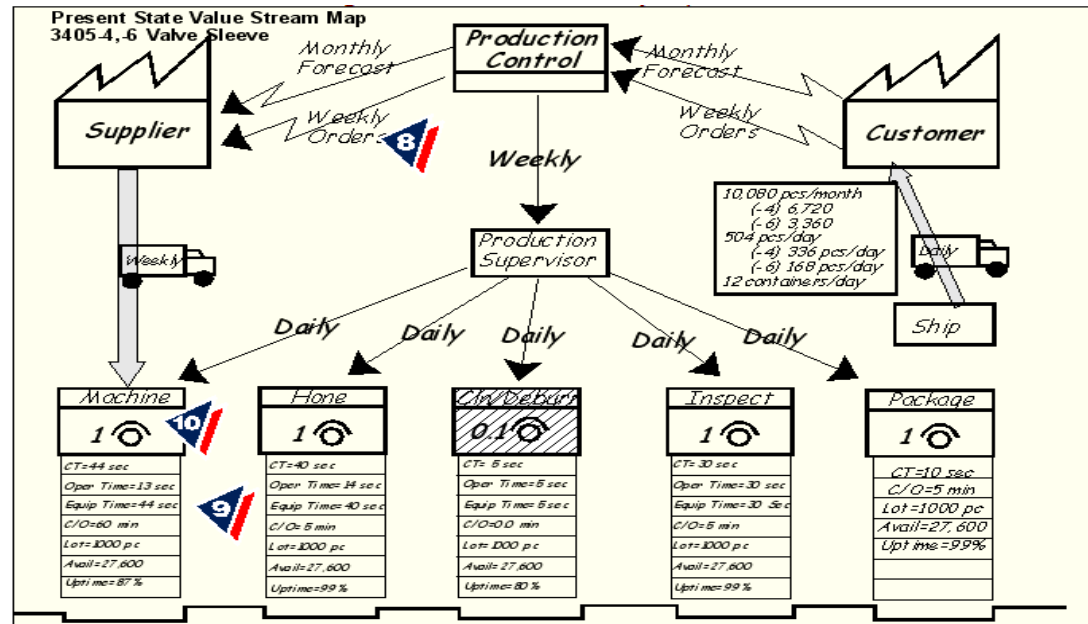 Present State Value Stream Map
3405-4,-6 Valve Sleeve
Production
Control
Monthly
Forecast
Monthly
Forecast
Supplier
Weekly
Orders
8
Weekly
Orders
Customer
Weekly
10,080 pcs/month
(-4) 6,720
(-6) 3,360
504 pcs/day
(-4) 336 pcs/day
(-6) 168 pcs/day
12 containers/day
Production
Supervisor
Weekly
Daily
Ship
Daily
Daily
Daily
Daily
Daily
Machine
1
10
Hone
1
Cln/Deburr
0.1
Inspect
1
Package
1
CT=44 sec
Oper Time=13 sec
Equip Time=44 sec
C/O=60 min
Lot=1000 pc
Avail=27,600
Uptime=87%
9
CT=40 sec
Oper Time=14 sec
Equip Time=40 sec
C/O=5 min
Lot=1000 pc
Avail=27,600
Uptime=99%
CT= 5 sec
Oper Time=5 sec
Equip Time=5 sec
C/O=0.0 min
Lot=1000 pc
Avail=27,600
Uptime=80%
CT=30 sec
Oper Time=30 sec
Equip Time=30 Sec
C/O=5 min
Lot=1000 pc
Avail=27,600
Uptime=99%
CT=10 sec
C/O=5 min
Lot=1000 pc
Avail=27,600
Uptime=99%